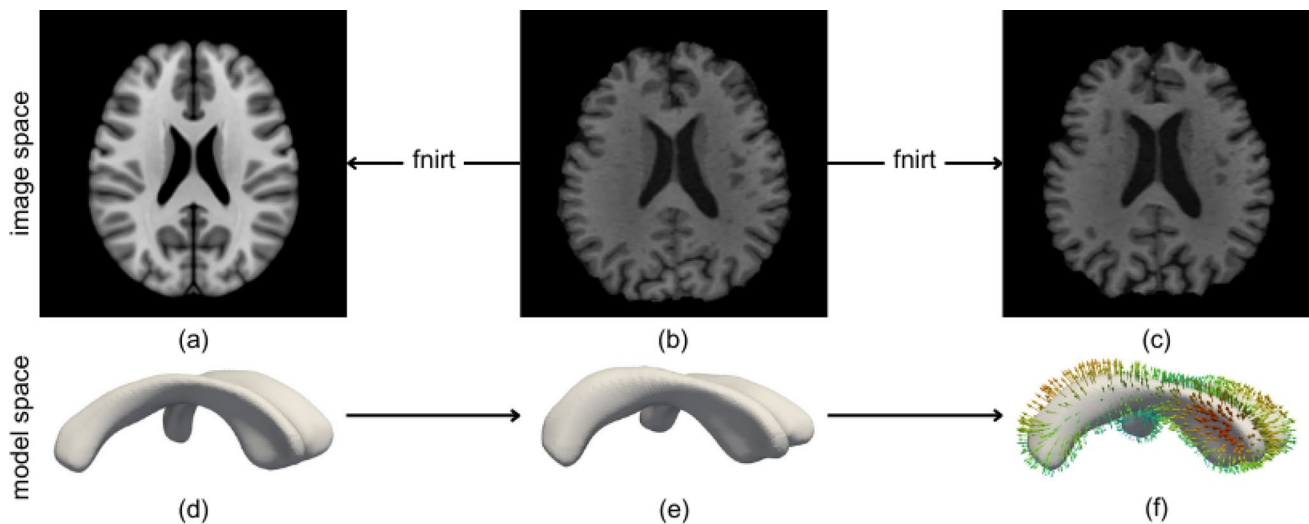 image space
fnirt
fnirt
(a)
(b)
(c)
model space
(d)
(e)
(f)